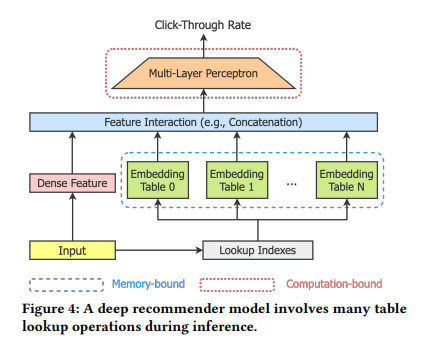 Click-Through Rate
Multi-Layer Perceptron
Feature Interaction (e.g., Concatenation)
Dense Feature
Embedding
Table 0
Embedding
Table 1
...
Embedding
Table N
Input
Lookup Indexes
Memory-bound
Computation-bound
Figure 4: A deep recommender model involves many table
lookup operations during inference.